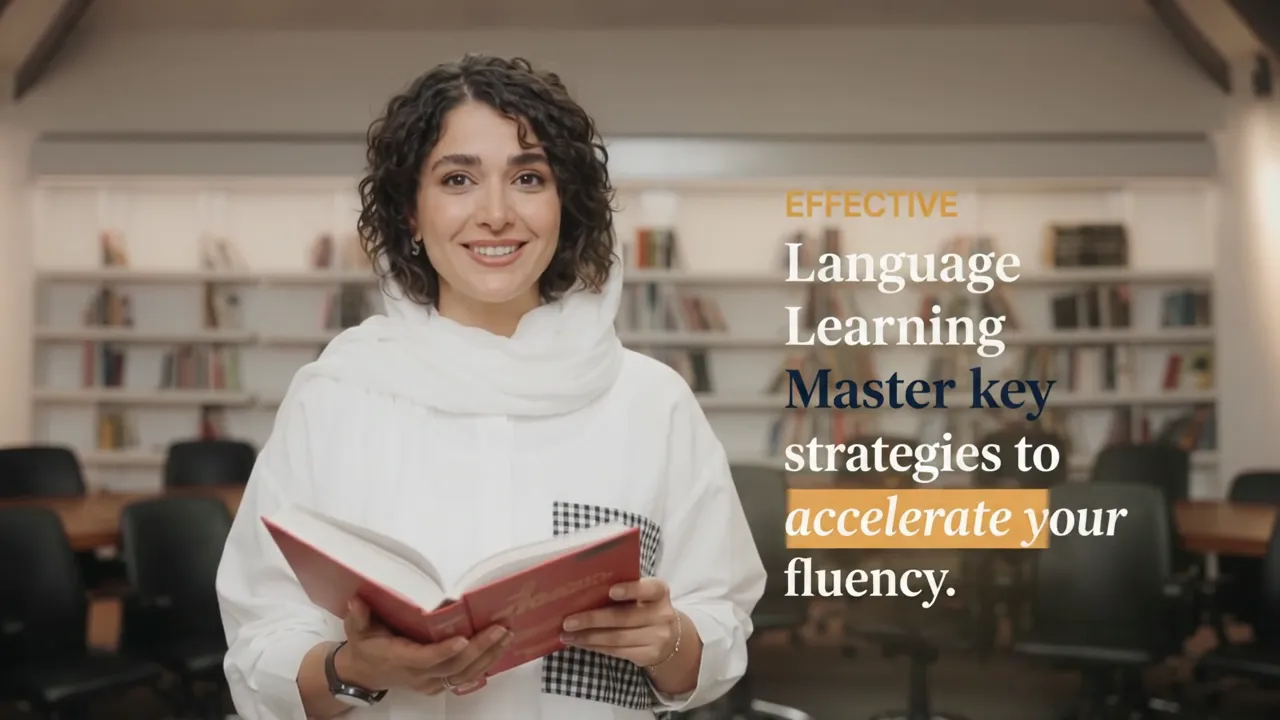 EFFECTIVE
Language
Learning
Master key
strategies to
accelerate your
fluency.